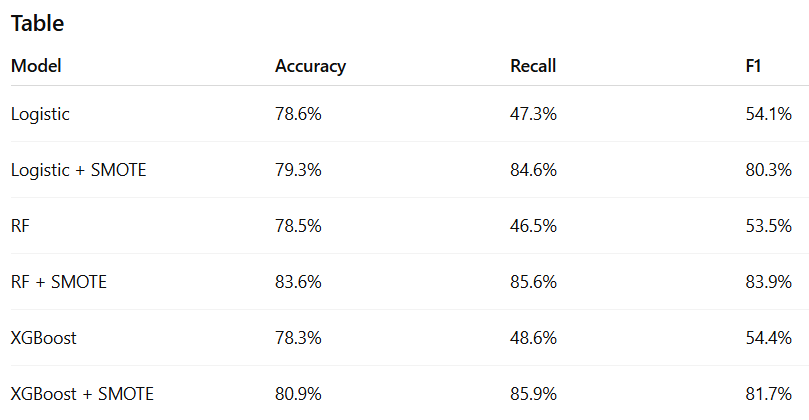 Table
Model Accuracy Recall F1
Logistic 78.6% 47.3% 54.1%
Logistic + SMOTE 79.3% 84.6% 80.3%
RF 78.5% 46.5% 53.5%
RF + SMOTE 83.6% 85.6% 83.9%
XGBoost 78.3% 48.6% 54.4%
XGBoost + SMOTE 80.9% 85.9% 81.7%